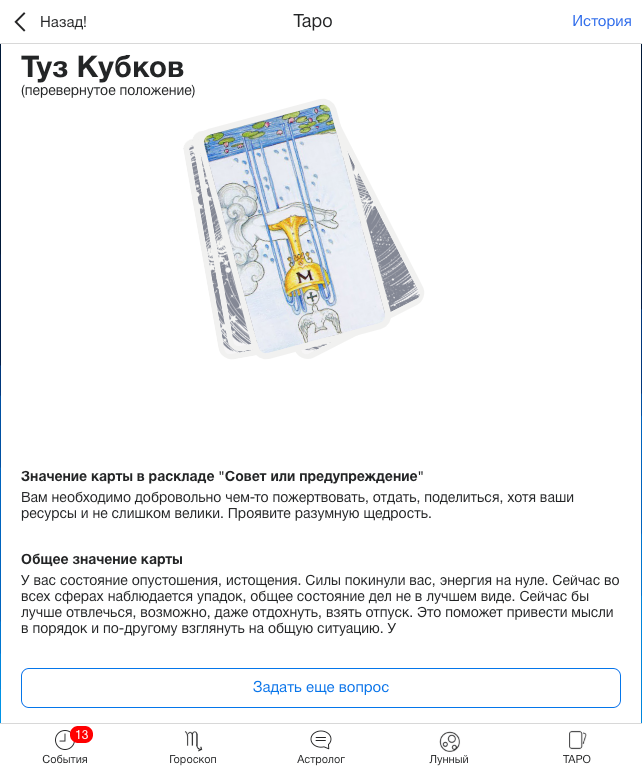 Назад!
Таро
История
Туз Кубков
(перевернутое положение)
M
Значение карты в раскладе "Совет или предупреждение"
Вам необходимо добровольно чем-то пожертвовать, отдать, поделиться, хотя ваши
ресурсы и не слишком велики. Проявите разумную щедрость.
Общее значение карты
У вас состояние опустошения, истощения. Силы покинули вас, энергия на нуле. Сейчас во
всех сферах наблюдается упадок, общее состояние дел не в лучшем виде. Сейчас бы
лучше отвлечься, возможно, даже отдохнуть, взять отпуск. Это поможет привести мысли
в порядок и по-другому взглянуть на общую ситуацию. У
Задать еще вопрос
13
События
Гороскоп
Астролог
Лунный
ТАРО